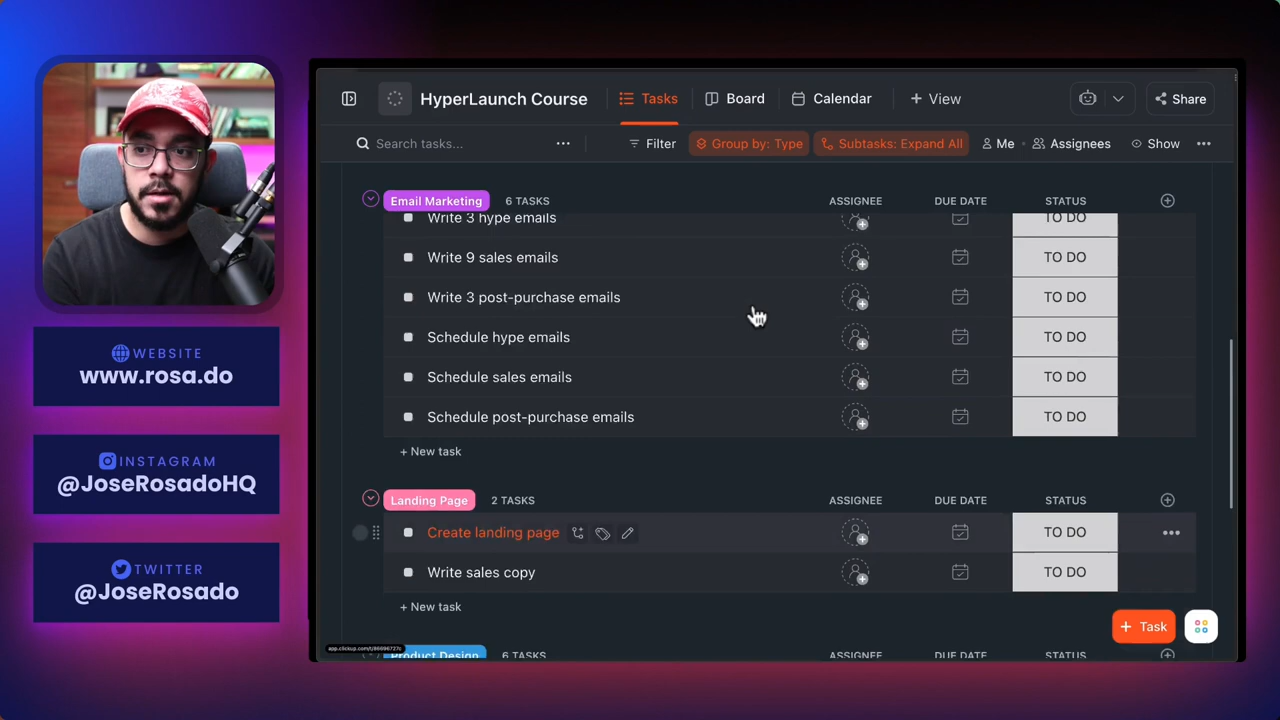 WEBSITE
www.rosa.do
INSTAGRAM
@JoseRosadoHQ
TWITTER
@JoseRosado
HyperLaunch Course
Tasks
Board
Calendar
+ View
Share
Search tasks...
Filter
Group by: Type
Subtasks: Expand All
Me
Assignees
Show
Email Marketing 6 TASKS ASSIGNEE DUE DATE STATUS
Write 3 hype emails TO DO
Write 9 sales emails TO DO
Write 3 post-purchase emails TO DO
Schedule hype emails TO DO
Schedule sales emails TO DO
Schedule post-purchase emails TO DO
+ New task
Landing Page 2 TASKS ASSIGNEE DUE DATE STATUS
Create landing page TO DO
Write sales copy TO DO
+ New task
+ Task
Product Design 6 TASKS ASSIGNEE DUE DATE STATUS